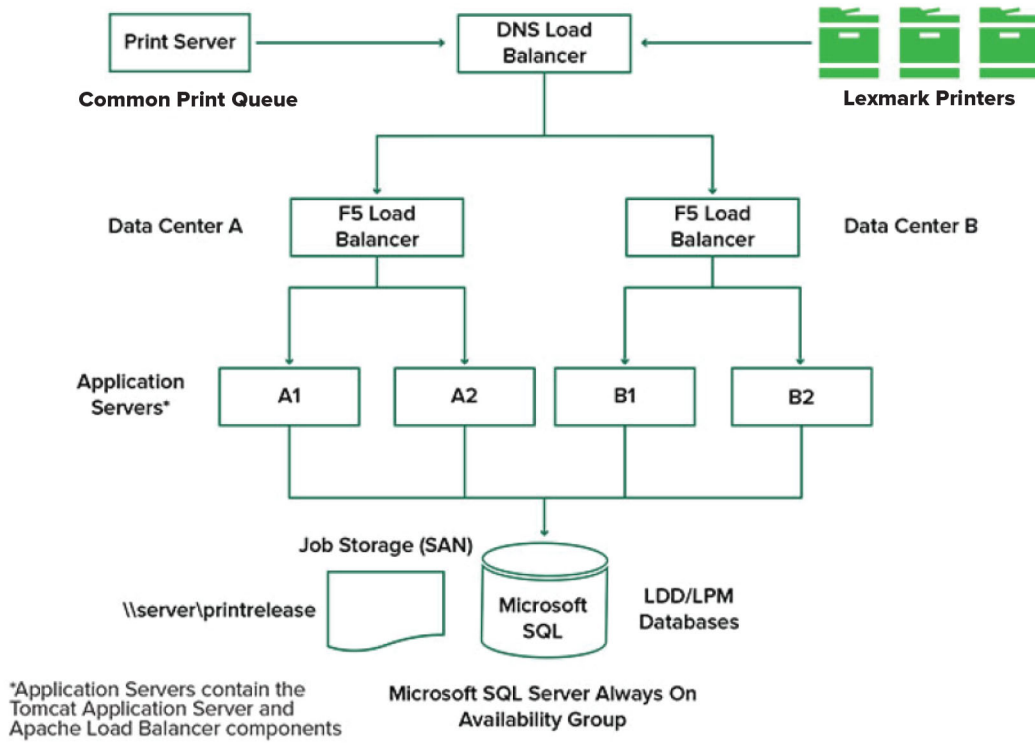 Print Server
DNS Load
Balancer
Common Print Queue
Lexmark Printers
Data Center A
F5 Load
Balancer
F5 Load
Balancer
Data Center B
Application
Servers*
A1
A2
B1
B2
Job Storage (SAN)
\\server\printrelease
Microsoft
SQL
LDD/LPM
Databases
*Application Servers contain the
Tomcat Application Server and
Apache Load Balancer components
Microsoft SQL Server Always On
Availability Group